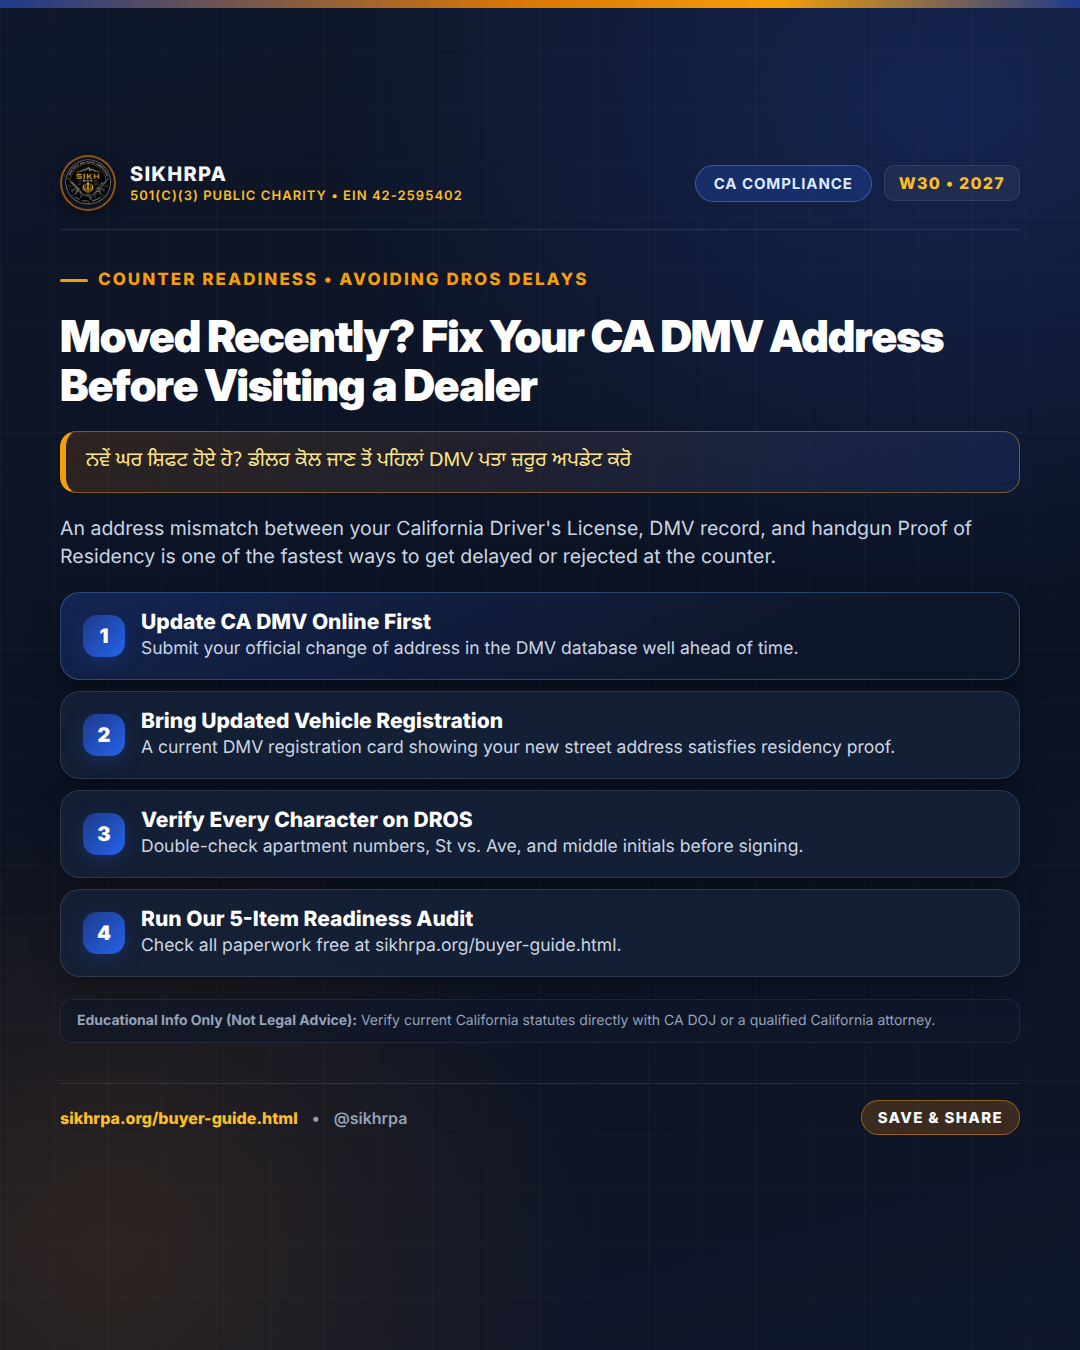 SIKH
SIKHRPA
501(C)(3) PUBLIC CHARITY • EIN 42-2595402
CA COMPLIANCE
W30 • 2027
COUNTER READINESS • AVOIDING DROS DELAYS
Moved Recently? Fix Your CA DMV Address
Before Visiting a Dealer
ਨਵੇਂ ਘਰ ਸ਼ਿਫਟ ਹੋਏ ਹੋ? ਡੀਲਰ ਕੋਲ ਜਾਣ ਤੋਂ ਪਹਿਲਾਂ DMV ਪਤਾ ਜ਼ਰੂਰ ਅਪਡੇਟ ਕਰੋ
An address mismatch between your California Driver's License, DMV record, and handgun Proof of
Residency is one of the fastest ways to get delayed or rejected at the counter.
1
Update CA DMV Online First
Submit your official change of address in the DMV database well ahead of time.
2
Bring Updated Vehicle Registration
A current DMV registration card showing your new street address satisfies residency proof.
3
Verify Every Character on DROS
Double-check apartment numbers, St vs. Ave, and middle initials before signing.
4
Run Our 5-Item Readiness Audit
Check all paperwork free at sikhrpa.org/buyer-guide.html.
Educational Info Only (Not Legal Advice): Verify current California statutes directly with CA DOJ or a qualified California attorney.
sikhrpa.org/buyer-guide.html • @sikhrpa
SAVE & SHARE